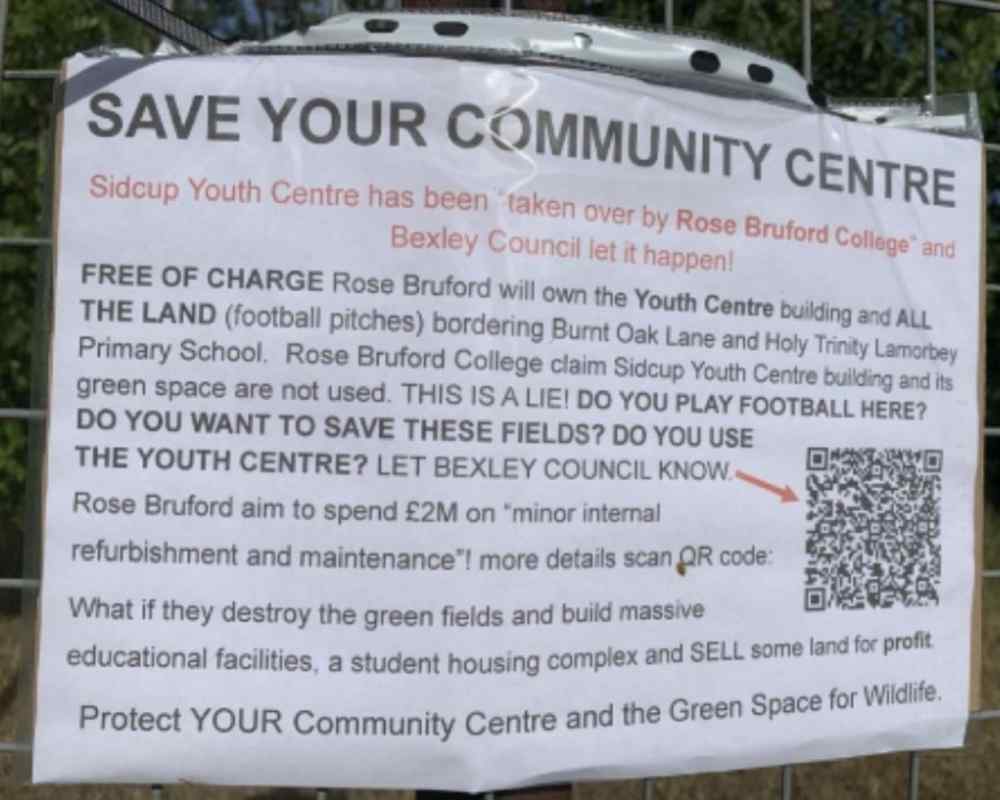 SAVE YOUR COMMUNITY CENTRE
Sidcup Youth Centre has been "taken over by Rose Bruford College" and
Bexley Council let it happen!
FREE OF CHARGE Rose Bruford will own the Youth Centre building and ALL
THE LAND (football pitches) bordering Burnt Oak Lane and Holy Trinity Lamorbey
Primary School. Rose Bruford College claim Sidcup Youth Centre building and its
green space are not used. THIS IS A LIE! DO YOU PLAY FOOTBALL HERE?
DO YOU WANT TO SAVE THESE FIELDS? DO YOU USE
THE YOUTH CENTRE? LET BEXLEY COUNCIL KNOW.
Rose Bruford aim to spend £2M on "minor internal
refurbishment and maintenance"! more details scan QR code:
What if they destroy the green fields and build massive
educational facilities, a student housing complex and SELL some land for profit.
Protect YOUR Community Centre and the Green Space for Wildlife.